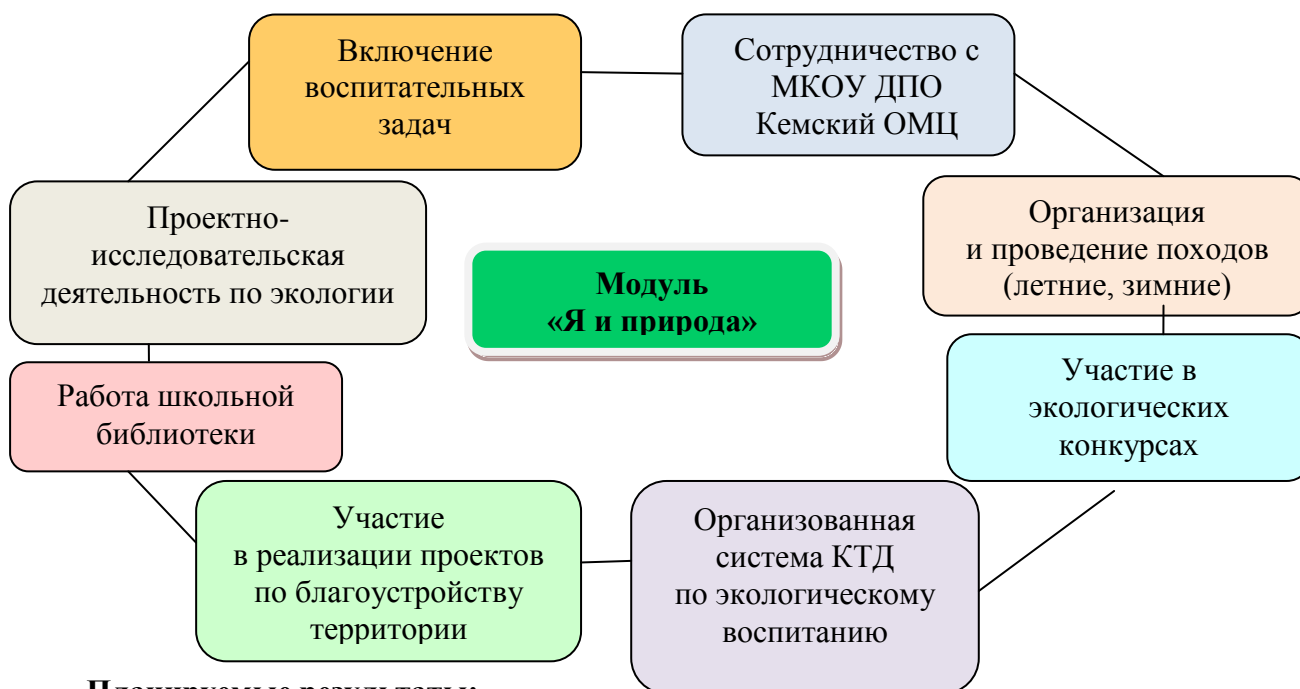 Включение
воспитательных
задач
Сотрудничество с
МКОУ ДПО
Кемский ОМЦ
Проектно-
исследовательская
деятельность по экологии
Модуль
«Я и природа»
Организация
и проведение походов
(летние, зимние)
Работа школьной
библиотеки
Участие в
экологических
конкурсах
Участие
в реализации проектов
по благоустройству
территории
Организованная
система КТД
по экологическому
воспитанию
Планируемые результаты: